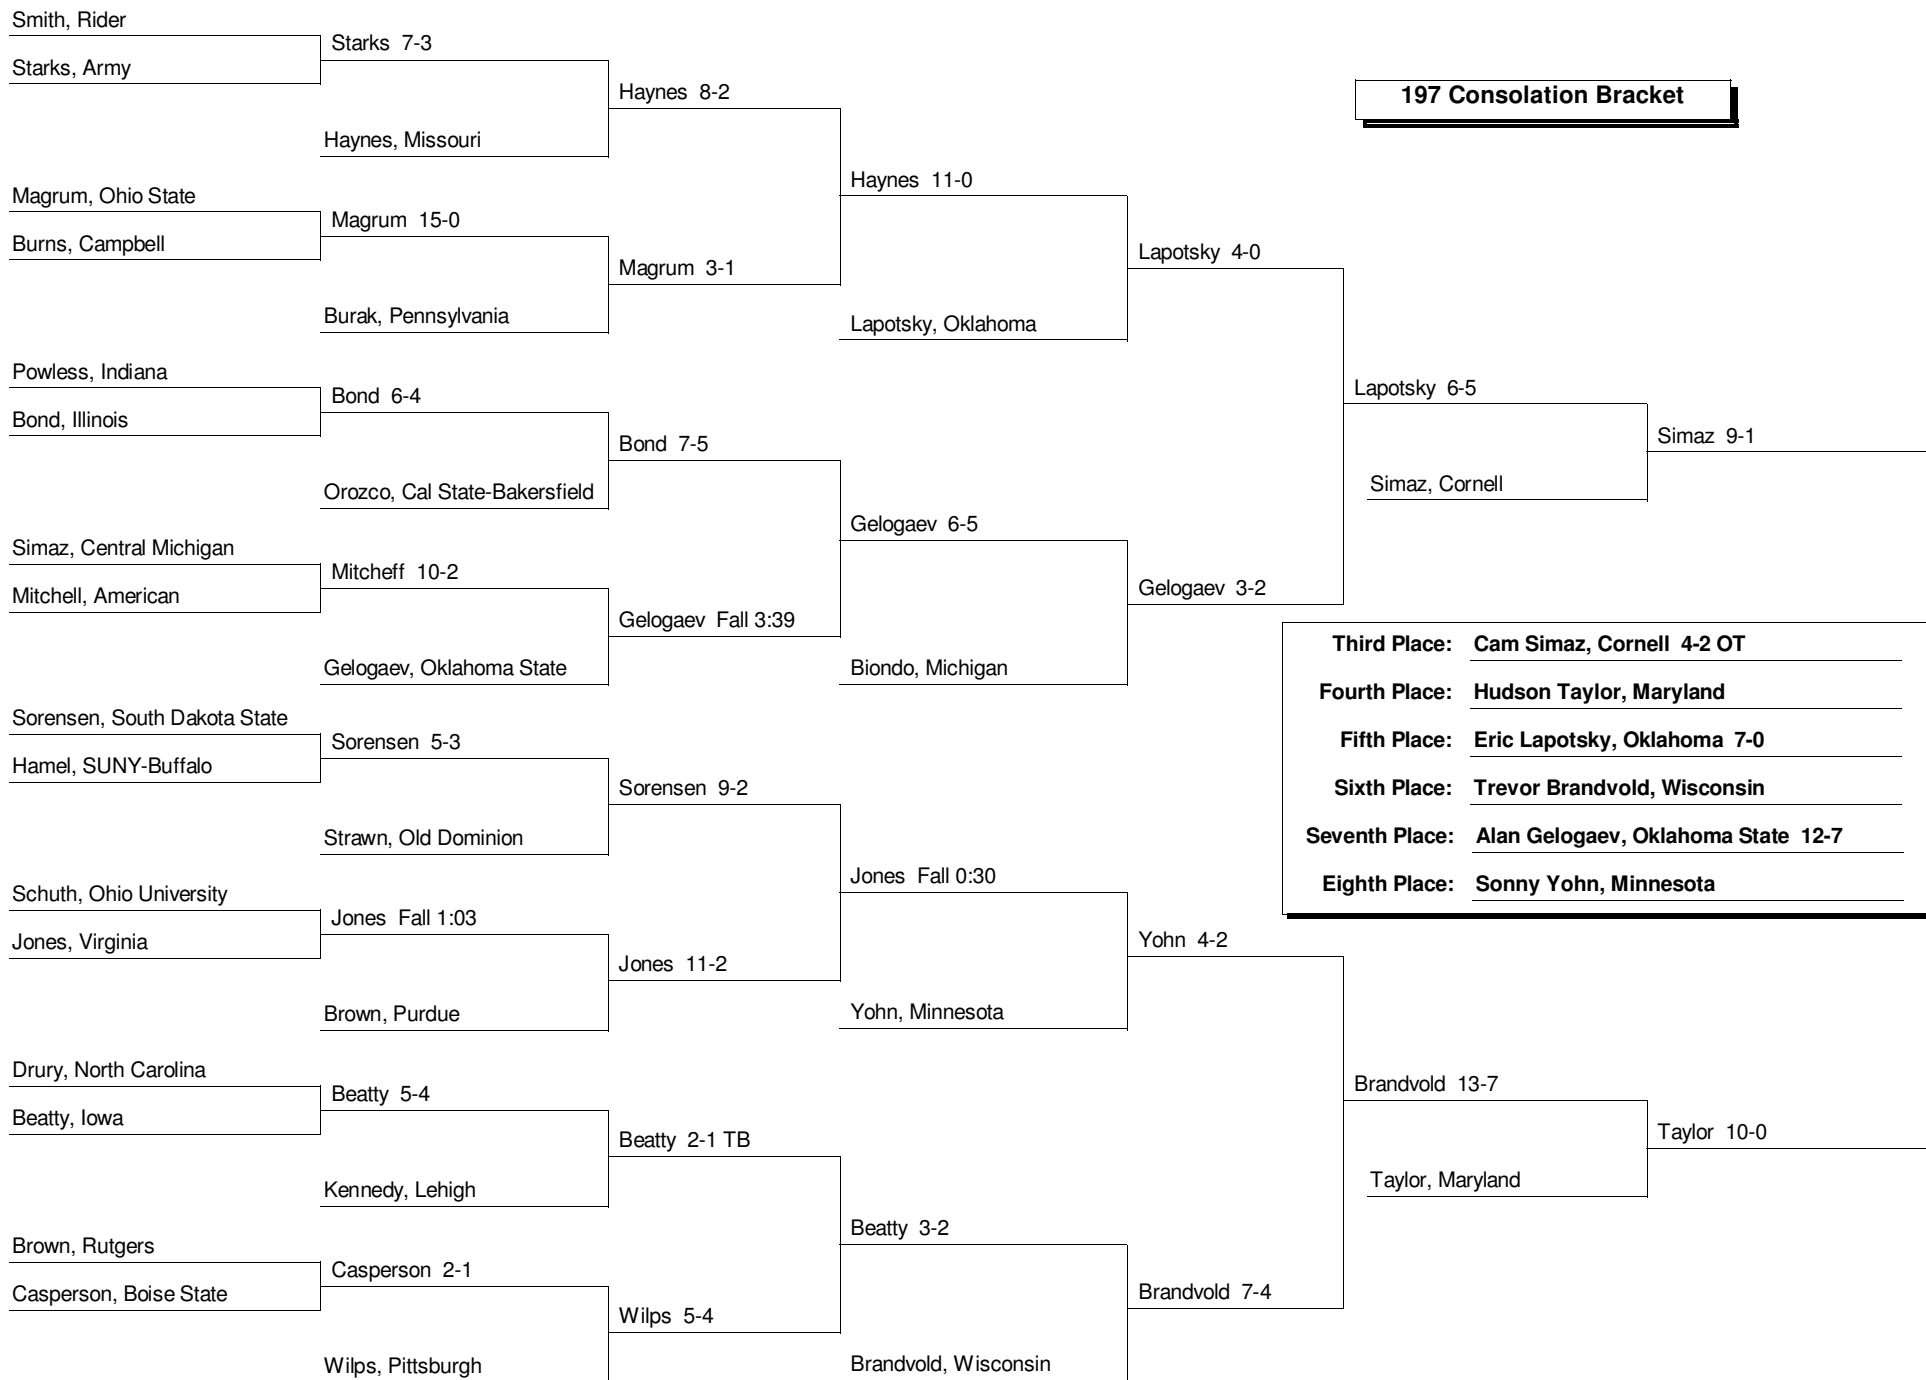 Smith, Rider
Starks, Army
Magrum, Ohio State
Burns, Campbell
Powless, Indiana
Bond, Illinois
Simaz, Central Michigan
Mitchell, American
Sorensen, South Dakota State
Hamel, SUNY-Buffalo
Schuth, Ohio University
Jones, Virginia
Drury, North Carolina
Beatty, Iowa
Brown, Rutgers
Casperson, Boise State
Starks 7-3
Haynes, Missouri
Magrum 15-0
Burak, Pennsylvania
Bond 6-4
Orozco, Cal State-Bakersfield
Mitcheff 10-2
Gelogaev, Oklahoma State
Sorensen 5-3
Strawn, Old Dominion
Jones Fall 1:03
Brown, Purdue
Beatty 5-4
Kennedy, Lehigh
Casperson 2-1
Wilps, Pittsburgh
Haynes 8-2
Magrum 3-1
Bond 7-5
Gelogaev Fall 3:39
Sorensen 9-2
Jones 11-2
Beatty 2-1 TB
Wilps 5-4
Haynes 11-0
Lapotsky, Oklahoma
Gelogaev 6-5
Biondo, Michigan
Jones Fall 0:30
Yohn, Minnesota
Beatty 3-2
Brandvold, Wisconsin
Lapotsky 4-0
Gelogaev 3-2
Yohn 4-2
Brandvold 7-4
197 Consolation Bracket
Lapotsky 6-5
Simaz, Cornell
Simaz 9-1
Third Place: Cam Simaz, Cornell 4-2 OT
Fourth Place: Hudson Taylor, Maryland
Fifth Place: Eric Lapotsky, Oklahoma 7-0
Sixth Place: Trevor Brandvold, Wisconsin
Seventh Place: Alan Gelogaev, Oklahoma State 12-7
Eighth Place: Sonny Yohn, Minnesota
Brandvold 13-7
Taylor, Maryland
Taylor 10-0